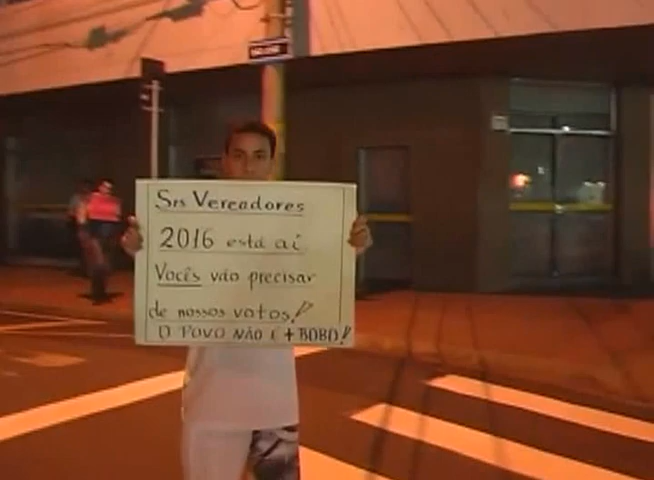 Srs Vereadores
2016 está aí
Vocês vão precisar
de nossos votos!
O POVO NÃO É + BOBO!